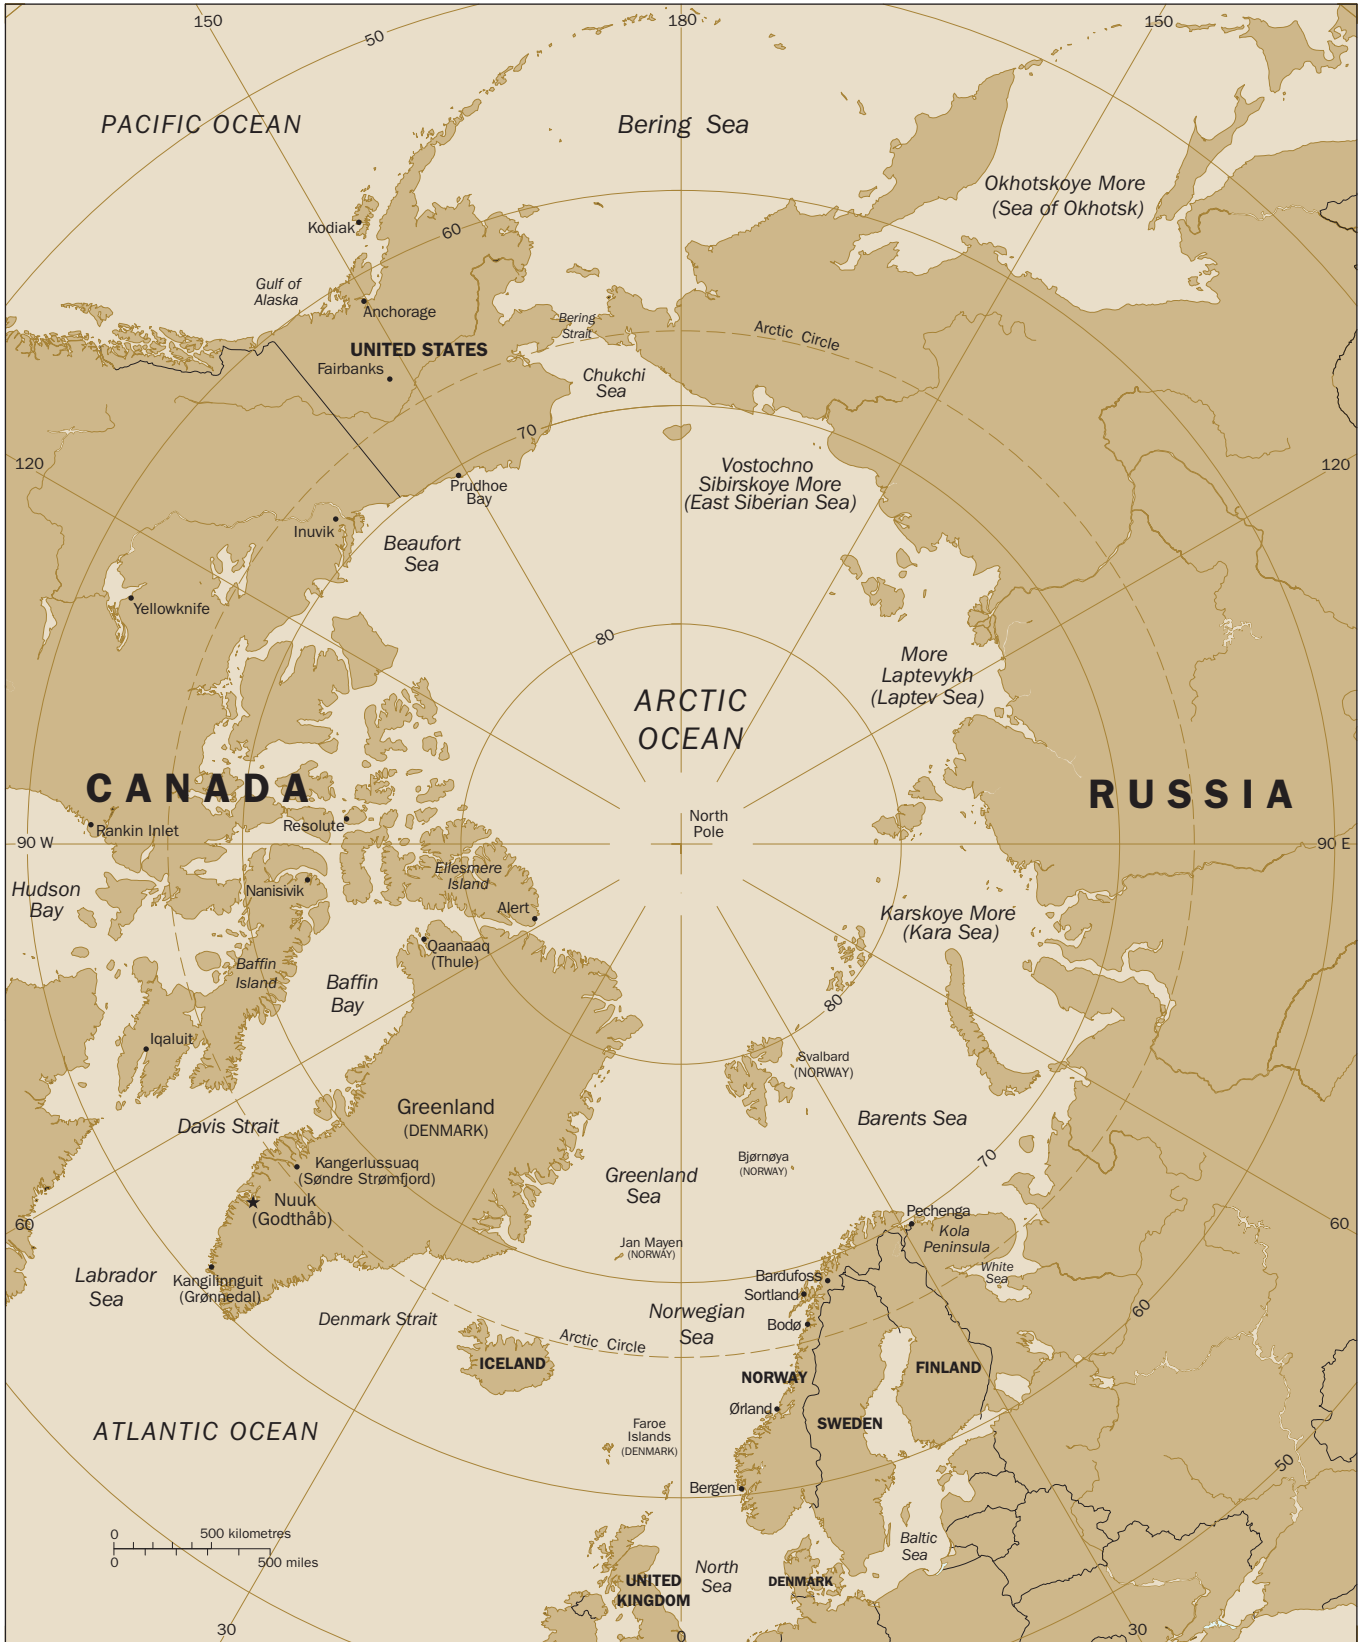 150
180
150
50
PACIFIC OCEAN
Bering Sea
Okhotskoye More
(Sea of Okhotsk)
Kodiak
60
Gulf of
Alaska
Anchorage
Bering
Strait
Arctic Circle
UNITED STATES
Fairbanks
Chukchi
Sea
70
120
120
Vostochno
Sibirskoye More
(East Siberian Sea)
Prudhoe
Bay
Inuvik
Beaufort
Sea
Yellowknife
80
More
Laptevykh
(Laptev Sea)
ARCTIC
OCEAN
CANADA
RUSSIA
North
Pole
Rankin Inlet
Resolute
90 W
90 E
Ellesmere
Island
Hudson
Bay
Nanisivik
Alert
Karskoye More
(Kara Sea)
Qaanaaq
(Thule)
Baffin
Island
Baffin
Bay
80
Iqaluit
Svalbard
(NORWAY)
Greenland
(DENMARK)
Barents Sea
Davis Strait
Bjørnøya
(NORWAY)
70
Kangerlussuaq
(Søndre Strømfjord)
Greenland
Sea
Nuuk
(Godthåb)
Pechenga
60
60
Kola
Peninsula
Jan Mayen
(NORWAY)
White
Sea
Labrador
Sea
Kangilinnguit
(Grønnedal)
Bardufoss
Sortland
60
Denmark Strait
Norwegian
Sea
Bodø
Arctic Circle
ICELAND
FINLAND
NORWAY
Ørland
SWEDEN
ATLANTIC OCEAN
Faroe
Islands
(DENMARK)
50
Bergen
0 500 kilometres
0 500 miles
Baltic
Sea
North
Sea
UNITED
KINGDOM
DENMARK
30
0
30